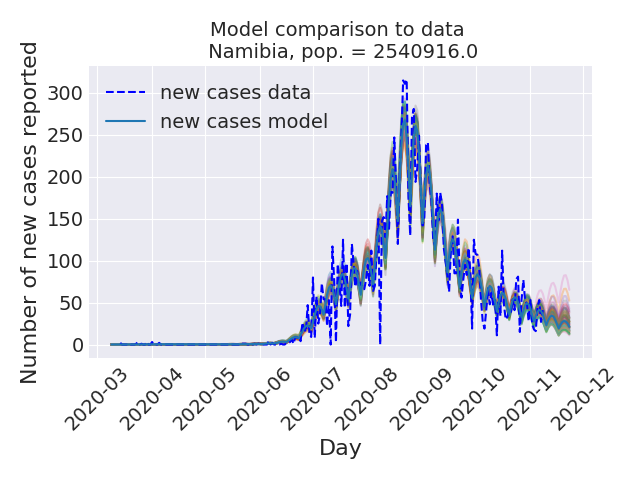 Model comparison to data
Namibia, pop. = 2540916.0
Number of new cases reported
300
250
200
150
100
50
0
new cases data
new cases model
2020-03
2020-04
2020-05
2020-06
2020-07
2020-08
2020-09
2020-10
2020-11
2020-12
Day